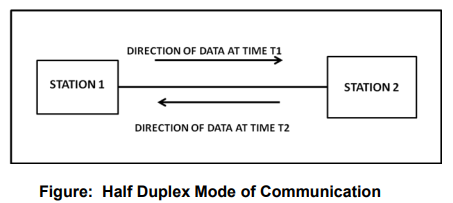 DIRECTION OF DATA AT TIME T1
STATION 1
STATION 2
DIRECTION OF DATA AT TIME T2
Figure: Half Duplex Mode of Communication